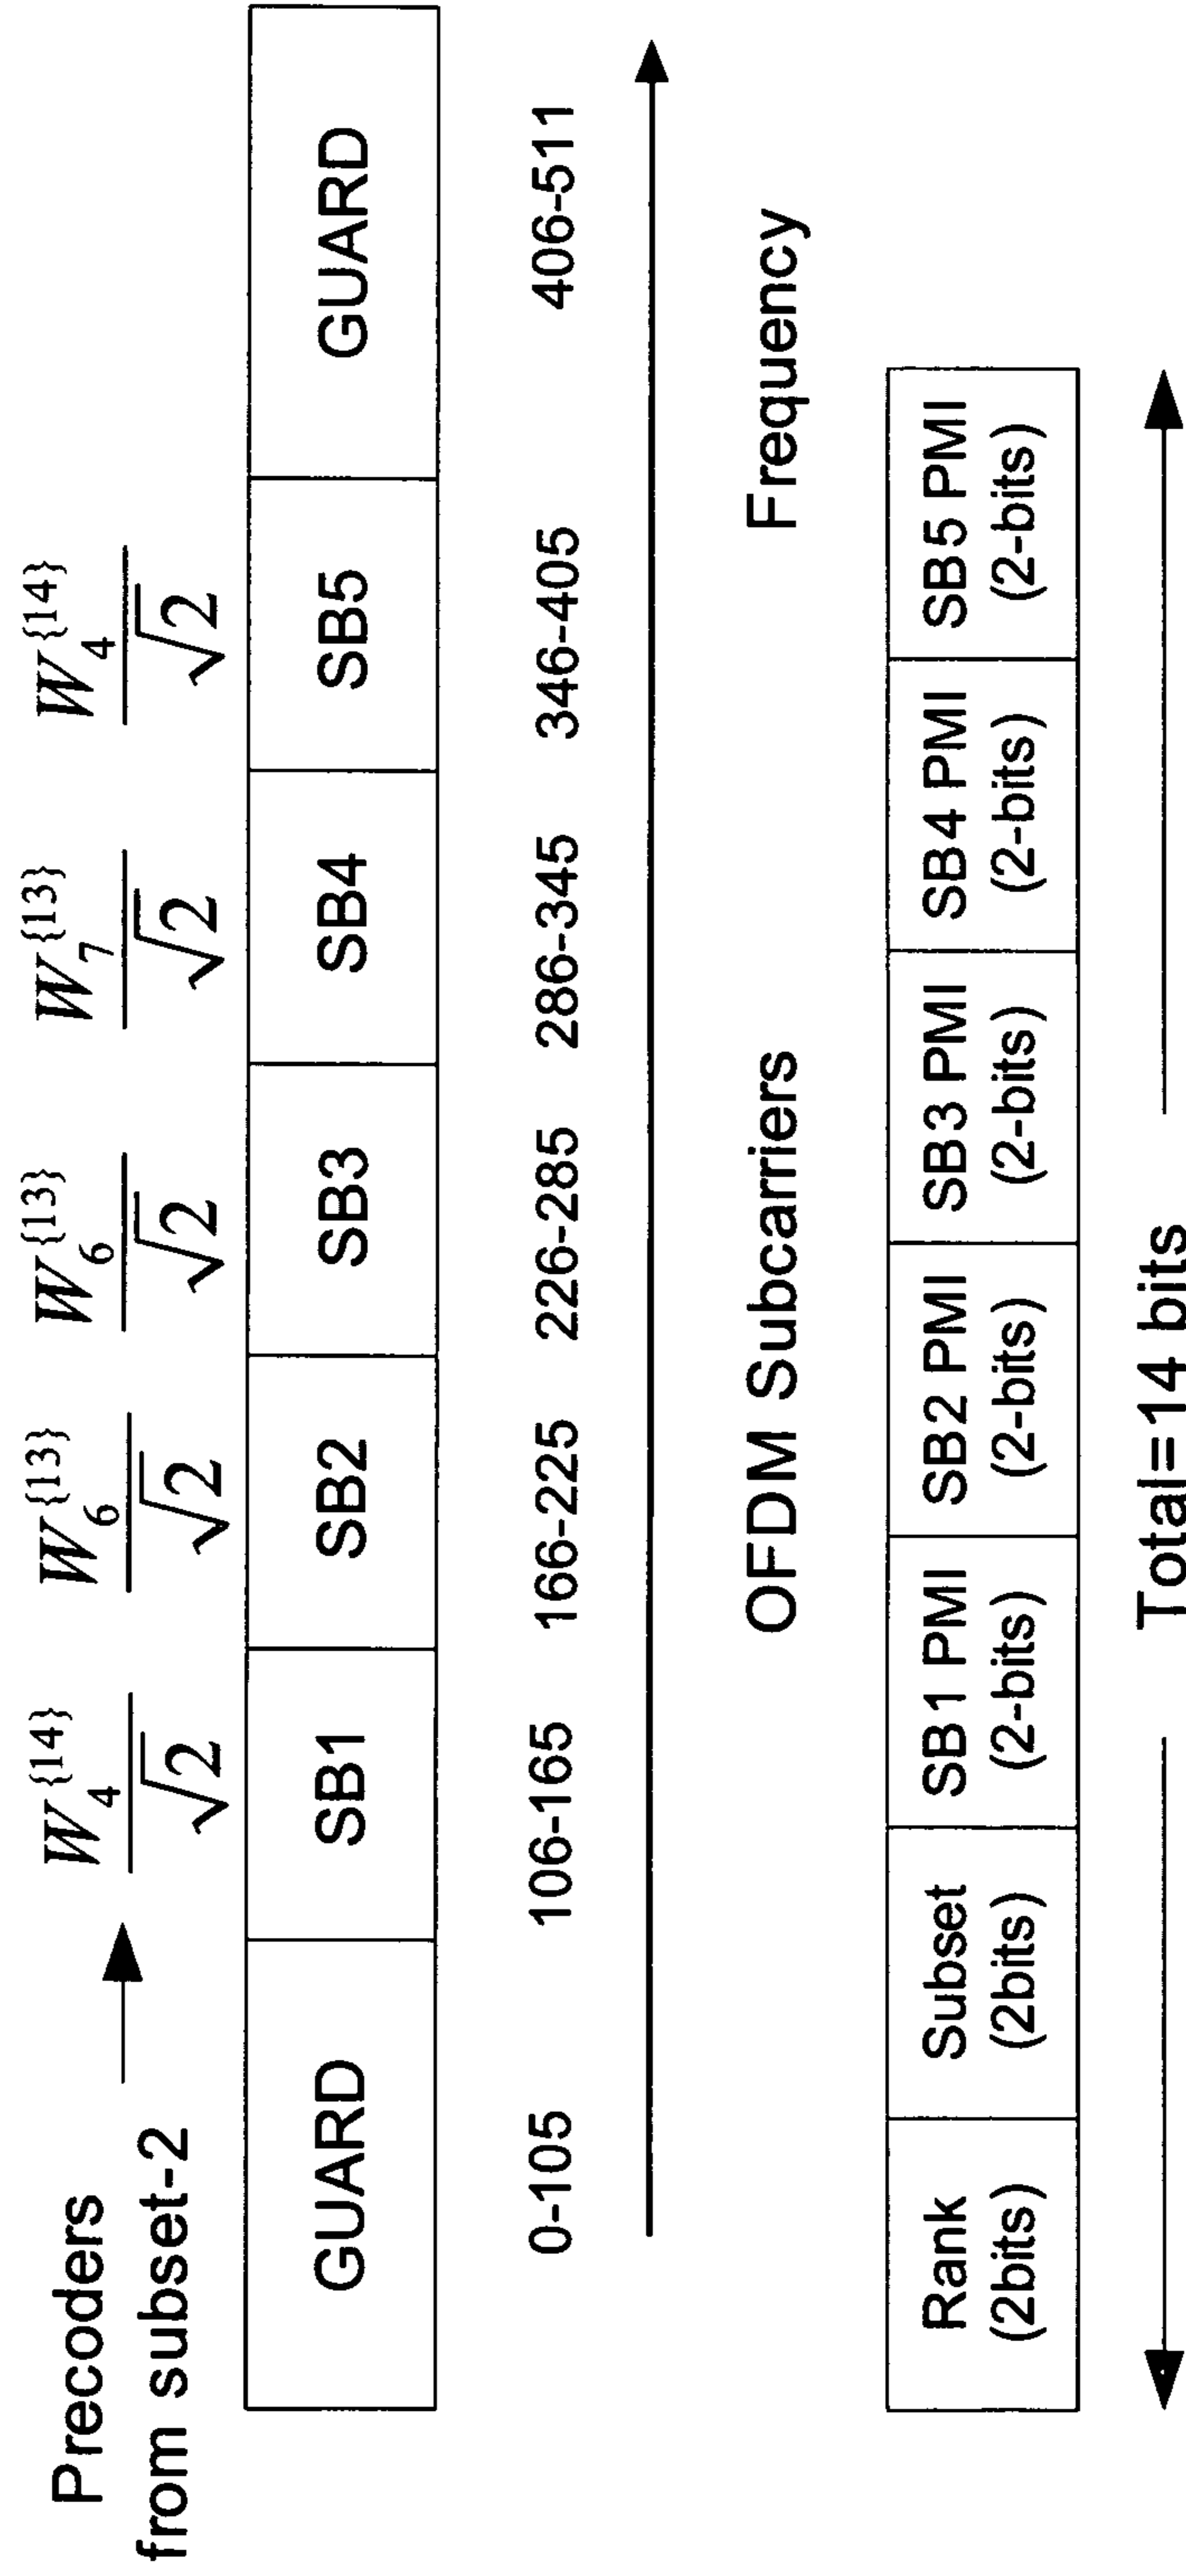 Precoders
from subset-2
W_4^{14} / √2
W_6^{13} / √2
W_6^{13} / √2
W_7^{13} / √2
W_4^{14} / √2
GUARD SB1 SB2 SB3 SB4 SB5 GUARD
0-105 106-165 166-225 226-285 286-345 346-405 406-511
OFDM Subcarriers Frequency
Rank Subset SB1 PMI SB2 PMI SB3 PMI SB4 PMI SB5 PMI
(2bits) (2bits) (2-bits) (2-bits) (2-bits) (2-bits) (2-bits)
Total=14 bits